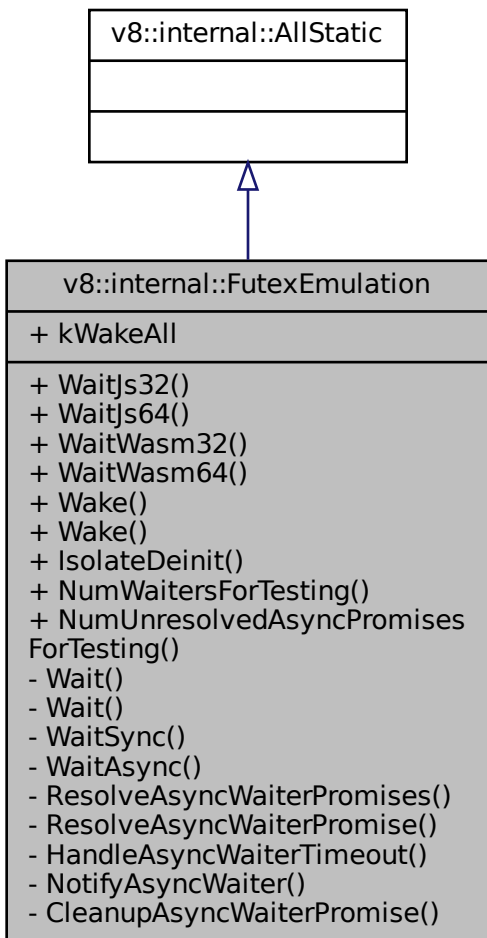 v8::internal::AllStatic
v8::internal::FutexEmulation
+ kWakeAll
+ WaitJs32()
+ WaitJs64()
+ WaitWasm32()
+ WaitWasm64()
+ Wake()
+ Wake()
+ IsolateDeinit()
+ NumWaitersForTesting()
+ NumUnresolvedAsyncPromises
ForTesting()
- Wait()
- Wait()
- WaitSync()
- WaitAsync()
- ResolveAsyncWaiterPromises()
- ResolveAsyncWaiterPromise()
- HandleAsyncWaiterTimeout()
- NotifyAsyncWaiter()
- CleanupAsyncWaiterPromise()